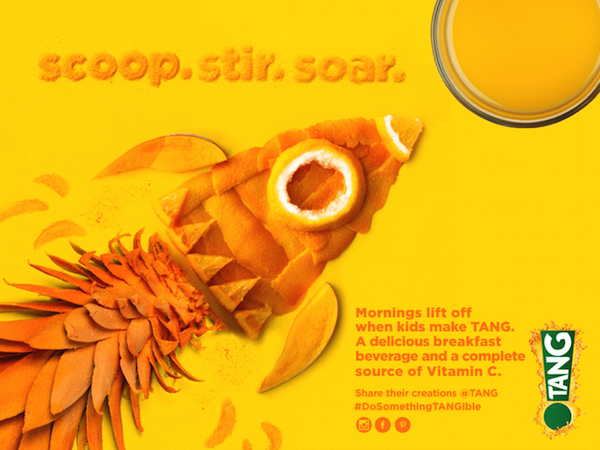 scoop. stir. soar.
Mornings lift off
when kids make TANG.
A delicious breakfast
beverage and a complete
source of Vitamin C.
Share their creations @TANG
#DoSomethingTANGible
TANG